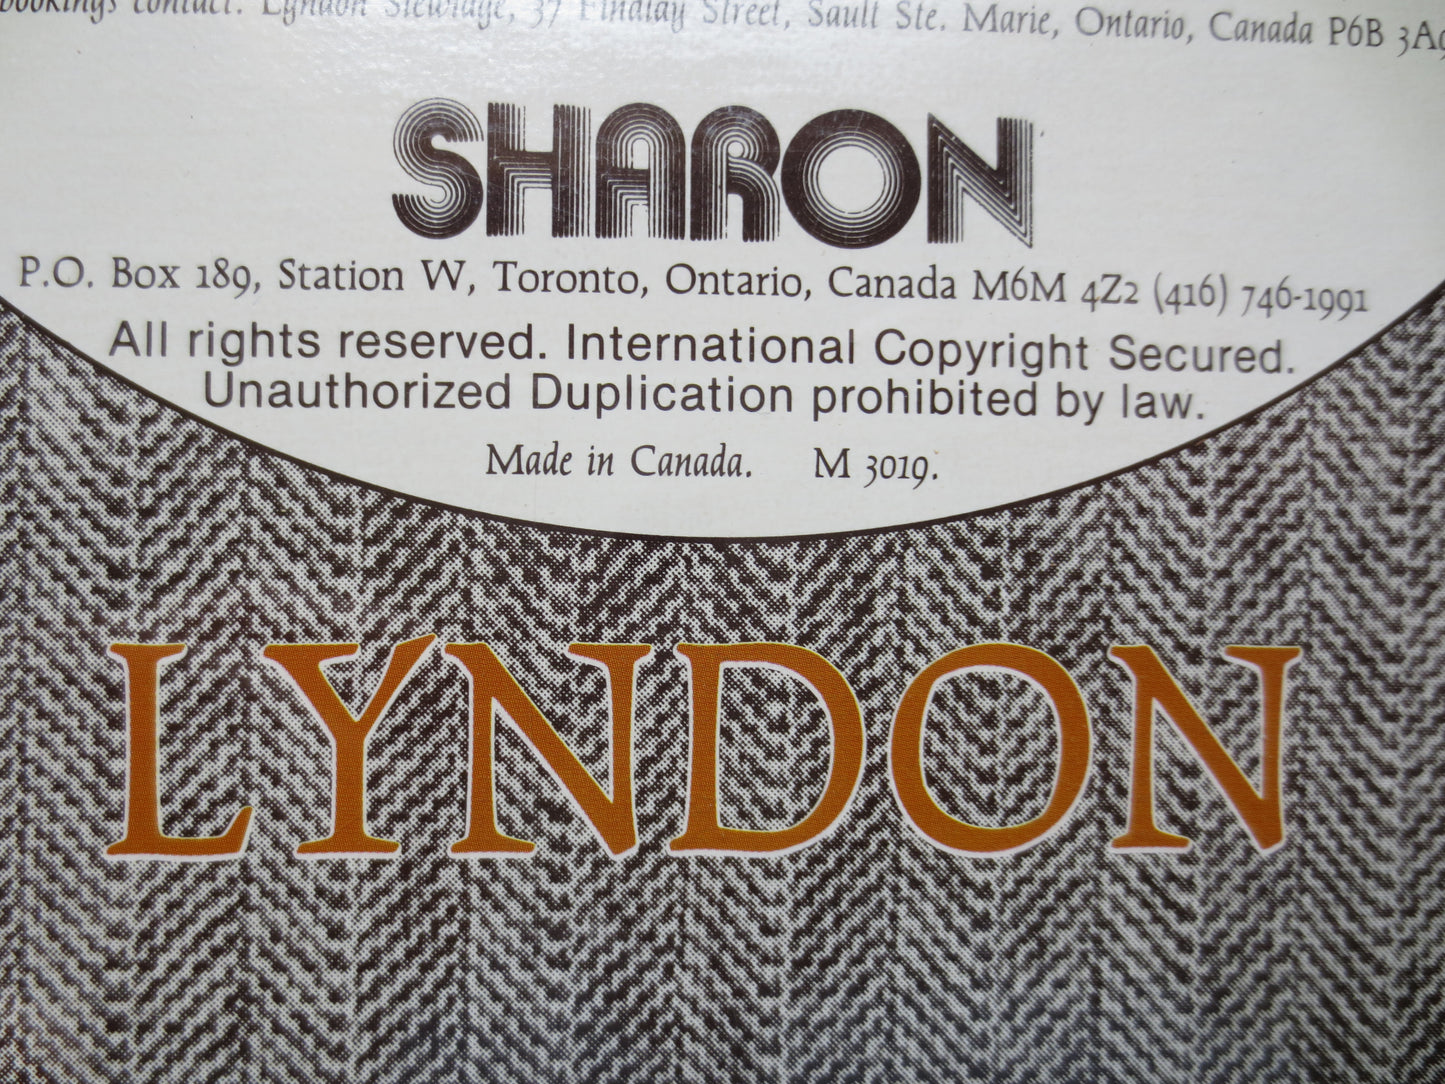 bookings contact: Lyndon Slewidge, 37 Findlay Street, Sault Ste. Marie, Ontario, Canada P6B 3A9
SHARON
P.O. Box 189, Station W, Toronto, Ontario, Canada M6M 4Z2 (416) 746-1991
All rights reserved. International Copyright Secured.
Unauthorized Duplication prohibited by law.
Made in Canada. M 3019.
LYNDON